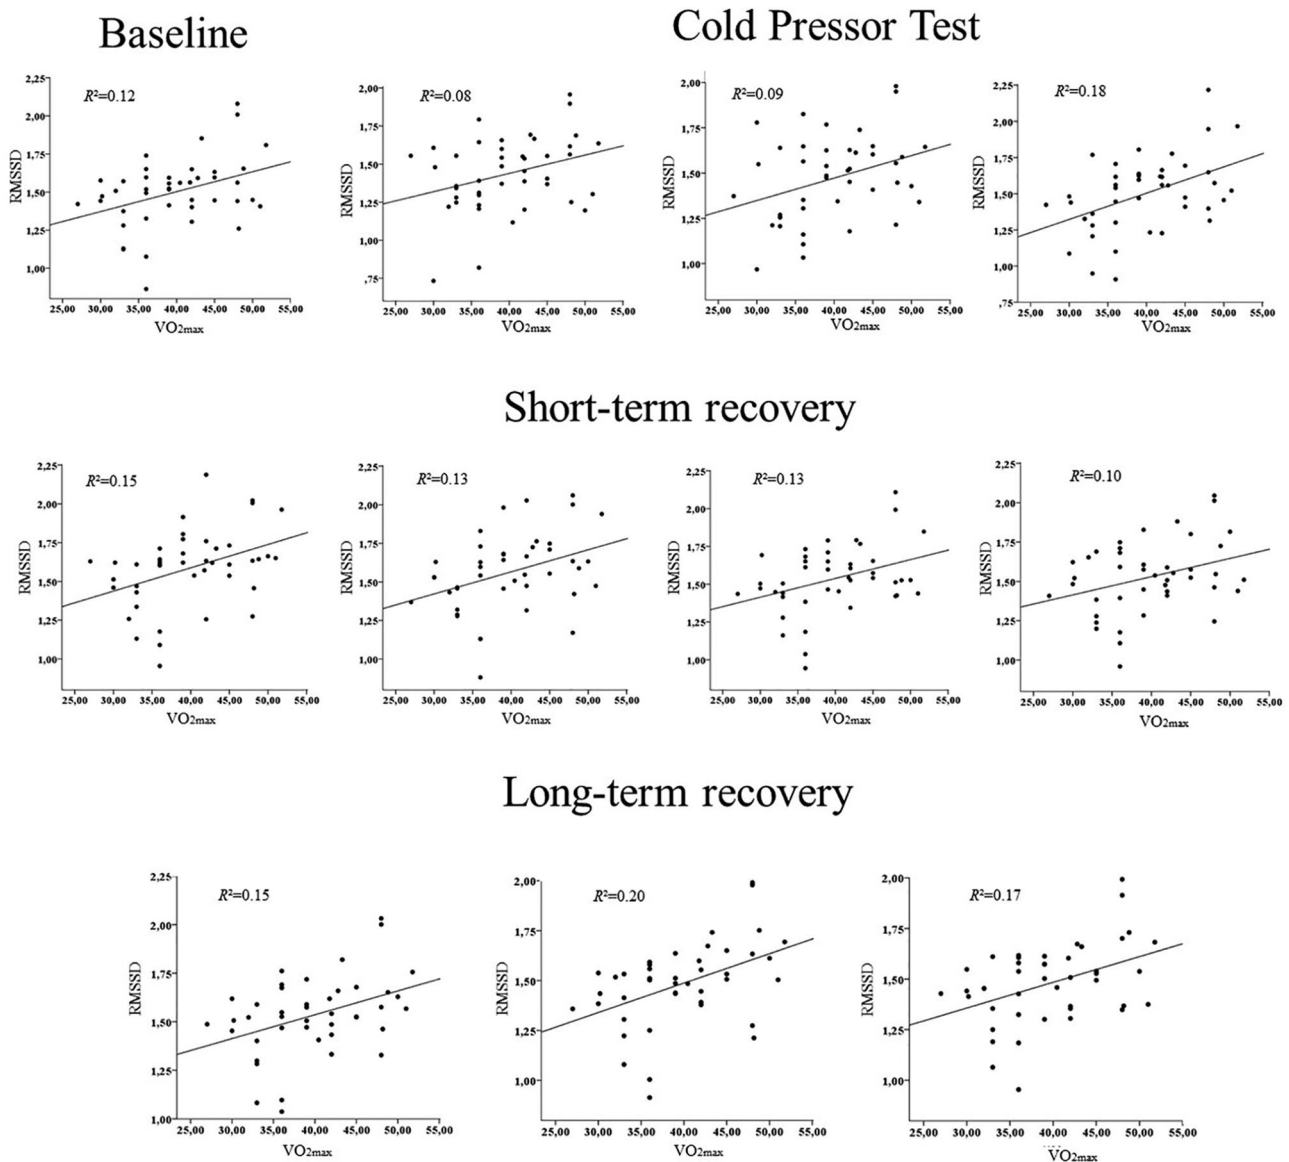 Baseline
Cold Pressor Test
R²=0.12
2,25
2,00
1,75
1,50
1,25
1,00
RMSSD
25,00 30,00 35,00 40,00 45,00 50,00 55,00
VO2max
R²=0.08
2,00
1,75
1,50
1,25
1,00
,75
RMSSD
25,00 30,00 35,00 40,00 45,00 50,00 55,00
VO2max
R²=0.09
2,00
1,75
1,50
1,25
1,00
RMSSD
25,00 30,00 35,00 40,00 45,00 50,00 55,00
VO2max
R²=0.18
2,25
2,00
1,75
1,50
1,25
1,00
,75
RMSSD
25,00 30,00 35,00 40,00 45,00 50,00 55,00
VO2max
Short-term recovery
R²=0.15
2,25
2,00
1,75
1,50
1,25
1,00
RMSSD
25,00 30,00 35,00 40,00 45,00 50,00 55,00
VO2max
R²=0.13
2,25
2,00
1,75
1,50
1,25
1,00
RMSSD
25,00 30,00 35,00 40,00 45,00 50,00 55,00
VO2max
R²=0.13
2,25
2,00
1,75
1,50
1,25
1,00
RMSSD
25,00 30,00 35,00 40,00 45,00 50,00 55,00
VO2max
R²=0.10
2,25
2,00
1,75
1,50
1,25
1,00
RMSSD
25,00 30,00 35,00 40,00 45,00 50,00 55,00
VO2max
Long-term recovery
R²=0.15
2,25
2,00
1,75
1,50
1,25
1,00
RMSSD
25,00 30,00 35,00 40,00 45,00 50,00 55,00
VO2max
R²=0.20
2,00
1,75
1,50
1,25
1,00
RMSSD
25,00 30,00 35,00 40,00 45,00 50,00 55,00
VO2max
R²=0.17
2,00
1,75
1,50
1,25
1,00
RMSSD
25,00 30,00 35,00 40,00 45,00 50,00 55,00
VO2max